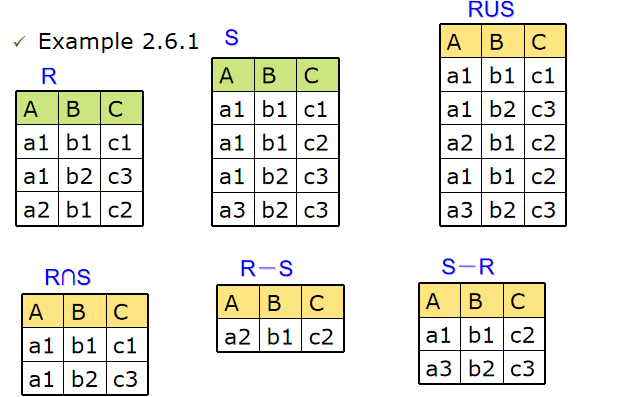 ✓ Example 2.6.1
R
A B C
a1 b1 c1
a1 b2 c3
a2 b1 c2
S
A B C
a1 b1 c1
a1 b1 c2
a1 b2 c3
a3 b2 c3
R∪S
A B C
a1 b1 c1
a1 b2 c3
a2 b1 c2
a1 b1 c2
a3 b2 c3
R∩S
A B C
a1 b1 c1
a1 b2 c3
R－S
A B C
a2 b1 c2
S－R
A B C
a1 b1 c2
a3 b2 c3